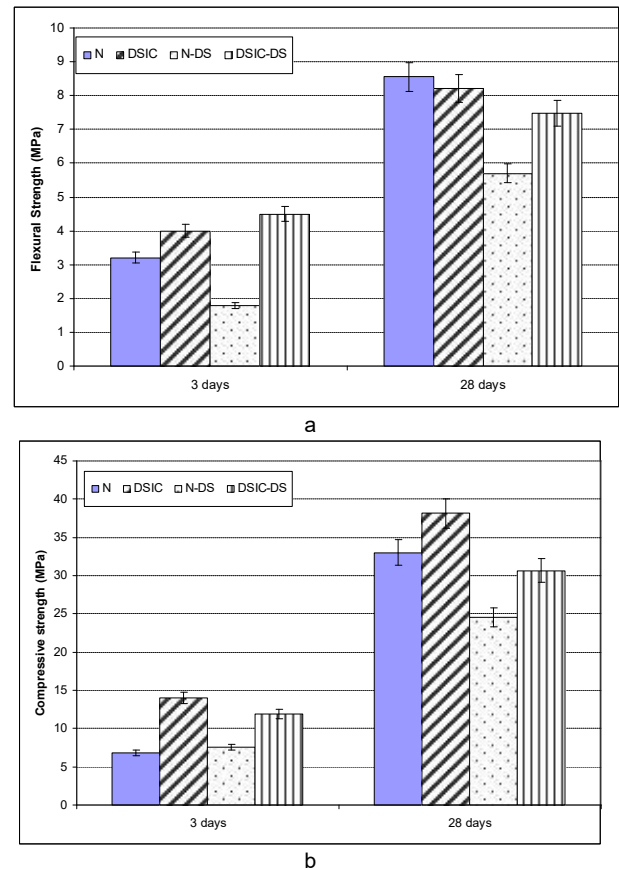 10
9
8
7
6
5
4
3
2
1
0
Flexural Strength (MPa)
N DSIC N-DS DSIC-DS
3 days 28 days
a
45
40
35
30
25
20
15
10
5
0
Compressive strength (MPa)
N DSIC N-DS DSIC-DS
3 days 28 days
b